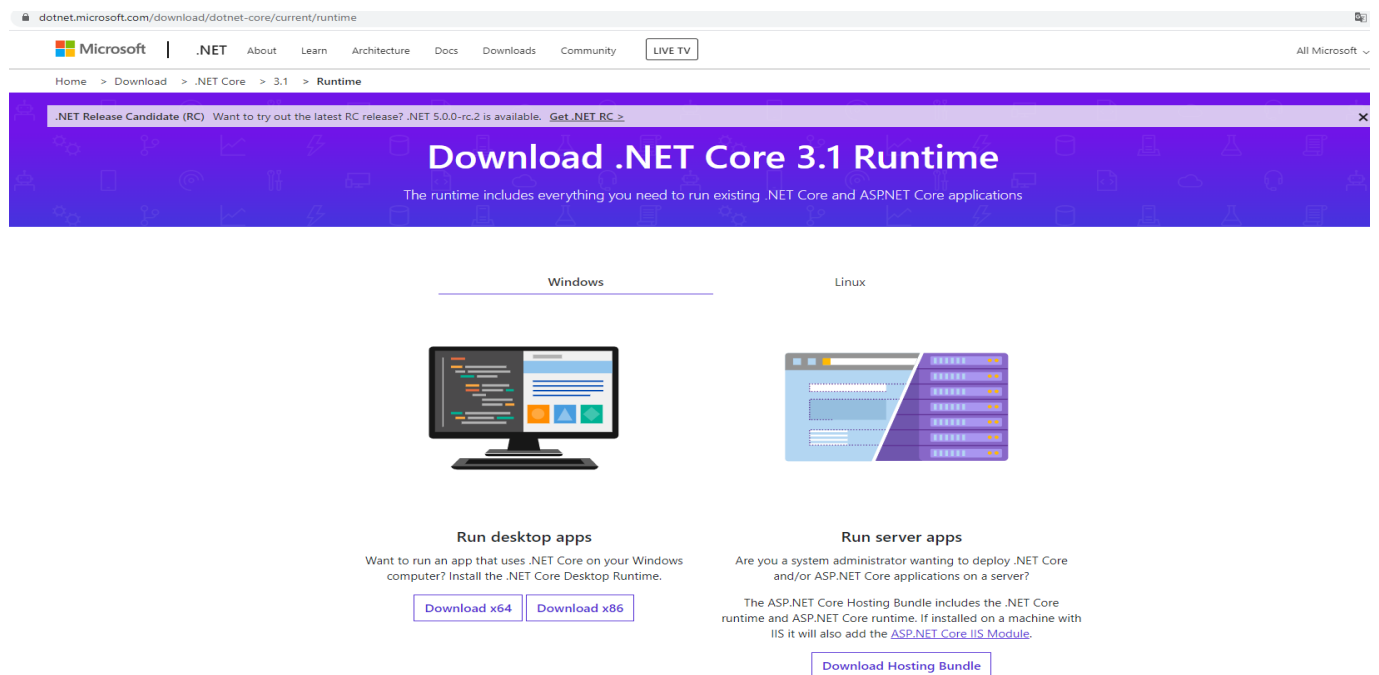 dotnet.microsoft.com/download/dotnet-core/current/runtime
Microsoft | .NET About Learn Architecture Docs Downloads Community LIVE TV All Microsoft
Home > Download > .NET Core > 3.1 > Runtime
.NET Release Candidate (RC) Want to try out the latest RC release? .NET 5.0.0-rc.2 is available. Get .NET RC >
Download .NET Core 3.1 Runtime
The runtime includes everything you need to run existing .NET Core and ASP.NET Core applications
Windows Linux
Run desktop apps
Want to run an app that uses .NET Core on your Windows
computer? Install the .NET Core Desktop Runtime.
Download x64 Download x86
Run server apps
Are you a system administrator wanting to deploy .NET Core
and/or ASP.NET Core applications on a server?
The ASP.NET Core Hosting Bundle includes the .NET Core
runtime and ASP.NET Core runtime. If installed on a machine with
IIS it will also add the ASP.NET Core IIS Module.
Download Hosting Bundle